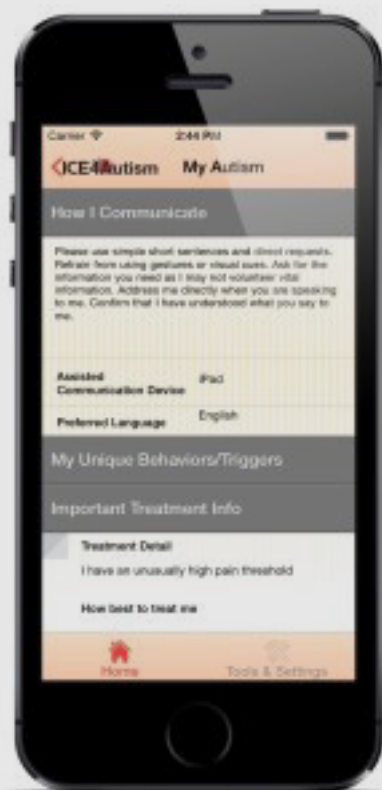 Carrier 2:44 PM
ICE4Autism My Autism
How I Communicate
Please use simple short sentences and direct requests.
Refrain from using gestures or visual cues. Ask for the
information you need as I may not volunteer vital
information. Address me directly when you are speaking
to me. Confirm that I have understood what you say to
me.
Assisted
Communication Device iPad
Preferred Language English
My Unique Behaviors/Triggers
Important Treatment Info
Treatment Detail
I have an unusually high pain threshold
How best to treat me
Home Tools & Settings